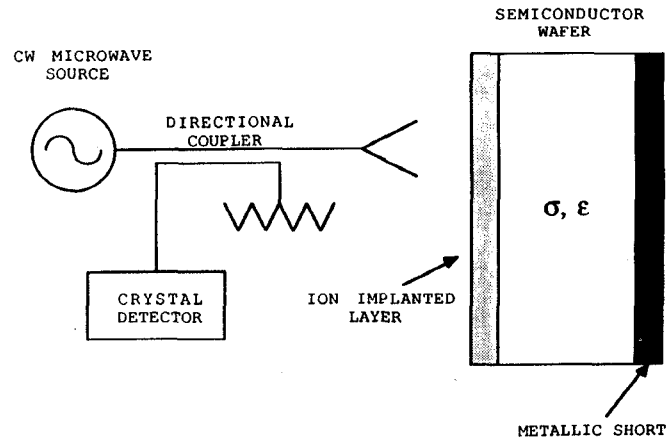 SEMICONDUCTOR
WAFER
CW MICROWAVE
SOURCE
DIRECTIONAL
COUPLER
σ, ε
CRYSTAL
DETECTOR
ION IMPLANTED
LAYER
METALLIC SHORT